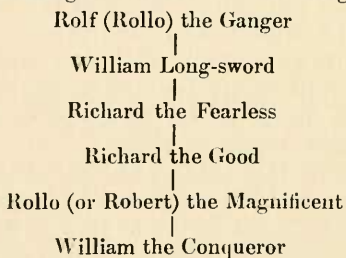 Rolf (Rollo) the Ganger
William Long-sword
Richard the Fearless
Richard the Good
Rollo (or Robert) the Magnificent
William the Conqueror